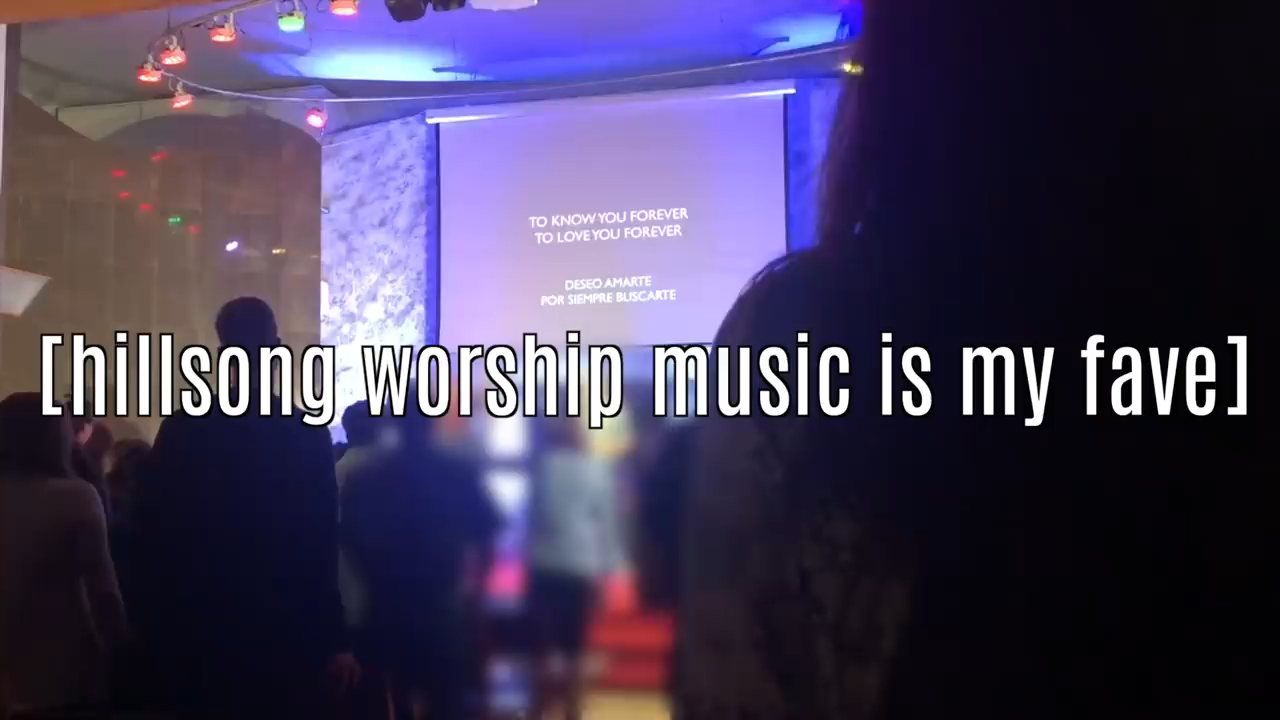 TO KNOW YOU FOREVER
TO LOVE YOU FOREVER
DESEO AMARTE
POR SIEMPRE BUSCARTE
[hillsong worship music is my fave]